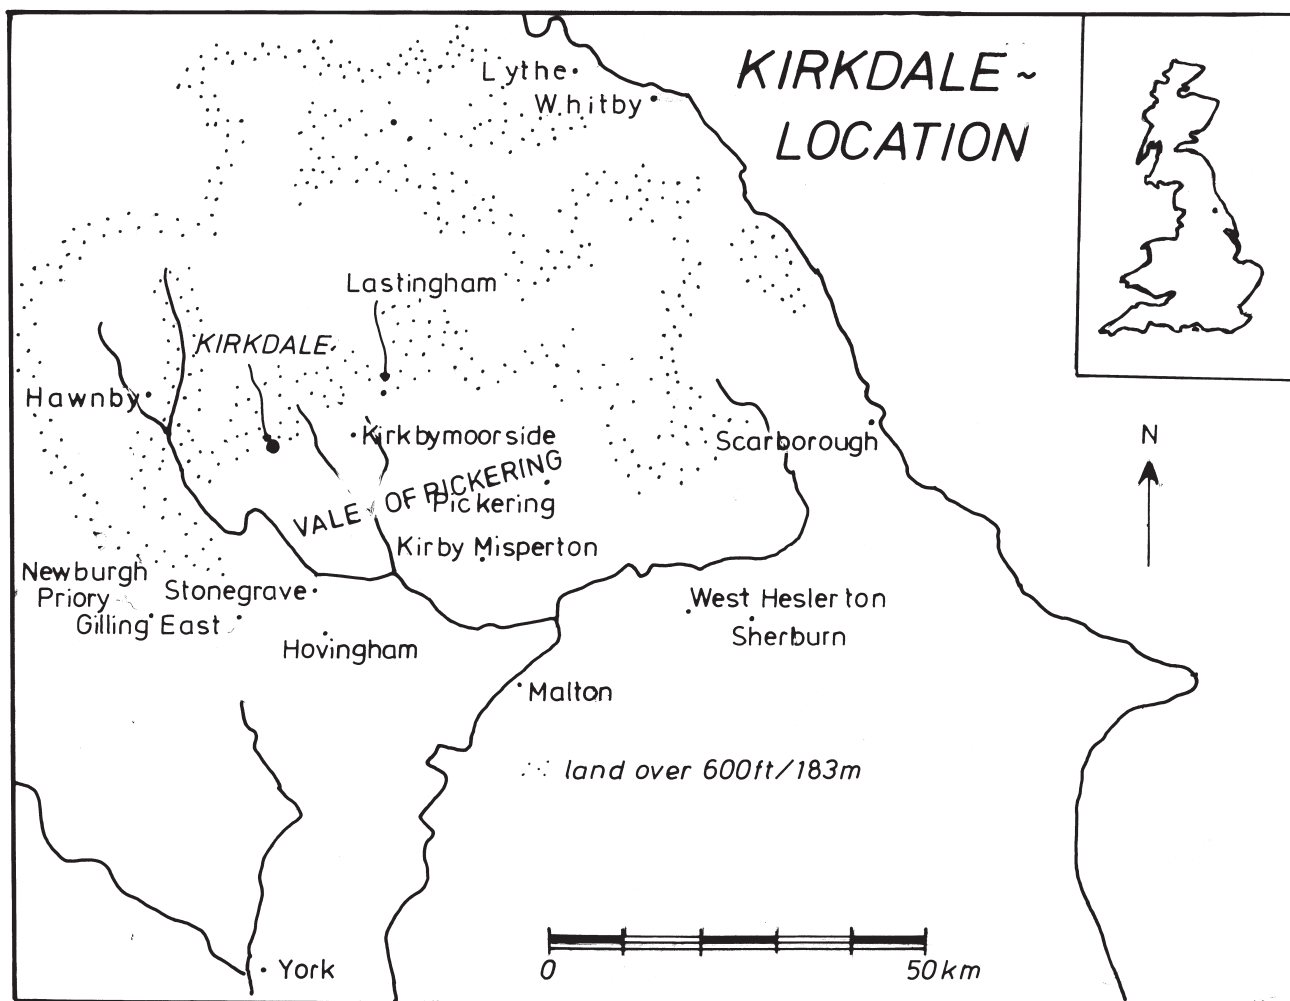 KIRKDALE ~
LOCATION
Lythe
Whitby
Lastingham
KIRKDALE
Hawnby
Kirkbymoorside
Scarborough
N
VALE OF PICKERING
Pickering
Kirby Misperton
Newburgh
Priory
Stonegrave
Gilling East
West Heslerton
Sherburn
Hovingham
Malton
land over 600ft/183m
York
0
50km